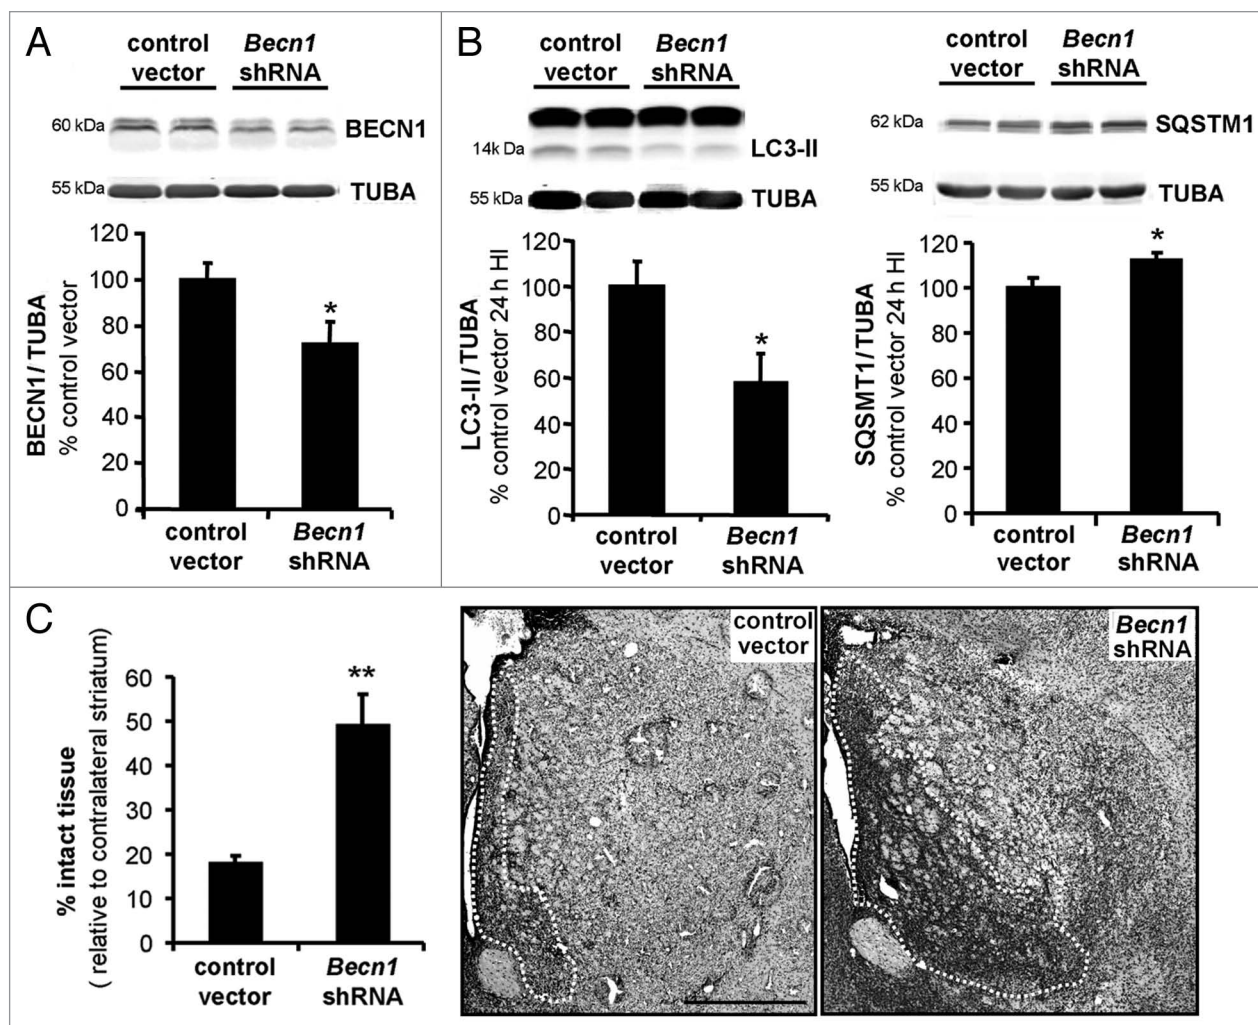 A
control
vector
Becn1
shRNA
60 kDa
BECN1
55 kDa
TUBA
120
100
80
60
40
20
0
BECN1/TUBA
% control vector
*
control
vector
Becn1
shRNA
B
control
vector
Becn1
shRNA
14k Da
LC3-II
55 kDa
TUBA
120
100
80
60
40
20
0
LC3-II/TUBA
% control vector 24 h HI
*
control
vector
Becn1
shRNA
control
vector
Becn1
shRNA
62 kDa
SQSTM1
55 kDa
TUBA
120
100
80
60
40
20
0
SQSMT1/TUBA
% control vector 24 h HI
*
control
vector
Becn1
shRNA
C
60
50
40
30
20
10
0
% intact tissue
( relative to contralateral striatum)
**
control
vector
Becn1
shRNA
control
vector
Becn1
shRNA